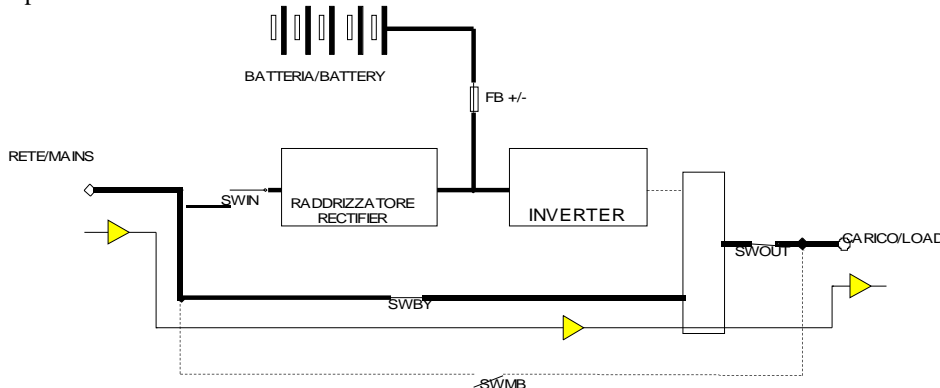 BATTERIA/BATTERY
FB +/-
RETE/MAINS
SWIN
RADDRIZZATORE
RECTIFIER
INVERTER
CARICO/LOAD
SWOUT
SWBY
SWMB